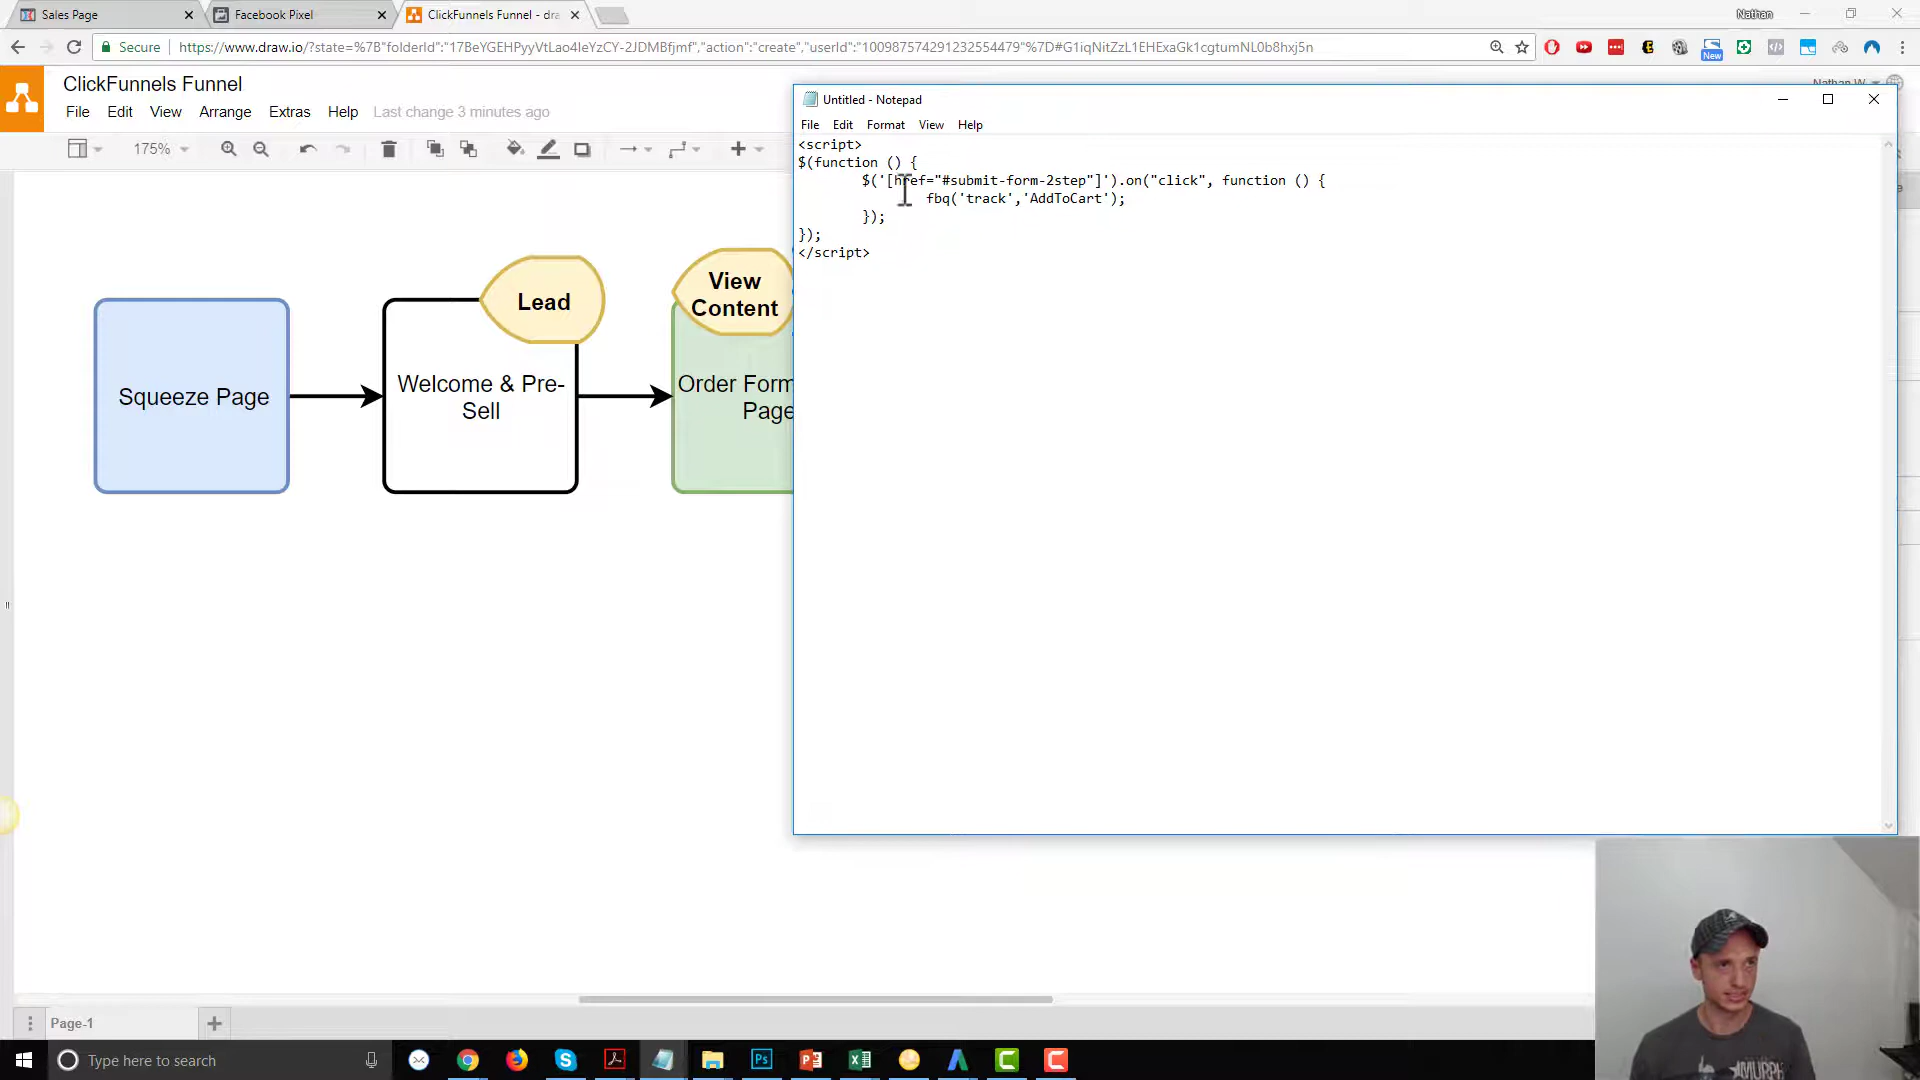 Sales Page
Facebook Pixel
ClickFunnels Funnel - dra
Nathan
Secure
https://www.draw.io/?state=%7B"folderId":"17BeYGEHPyyVtLao4leYzCY-2JDMBfjmf","action":"create","userId":"100987574291232554479"%7D#G1iqNitZzL1EHExaGk1cgtumNL0b8hxj5n
New
ClickFunnels Funnel
File Edit View Arrange Extras Help Last change 3 minutes ago
175%
Untitled - Notepad
File Edit Format View Help
<script>
$(function () {
$('[href="#submit-form-2step"]').on("click", function () {
fbq('track','AddToCart');
});
});
</script>
Lead
View
Content
Squeeze Page
Welcome & Pre-
Sell
Order Form
Page
Page-1
Type here to search
MURPH